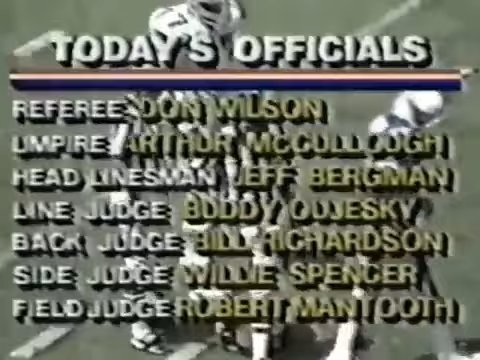 TODAY'S OFFICIALS
REFEREE DON WILSON
UMPIRE ARTHUR MCCULLOUGH
HEAD LINESMAN JEFF BERGMAN
LINE JUDGE BUDDY OUJESKY
BACK JUDGE BILL RICHARDSON
SIDE JUDGE WILLIE SPENCER
FIELD JUDGE ROBERT MANTOOTH